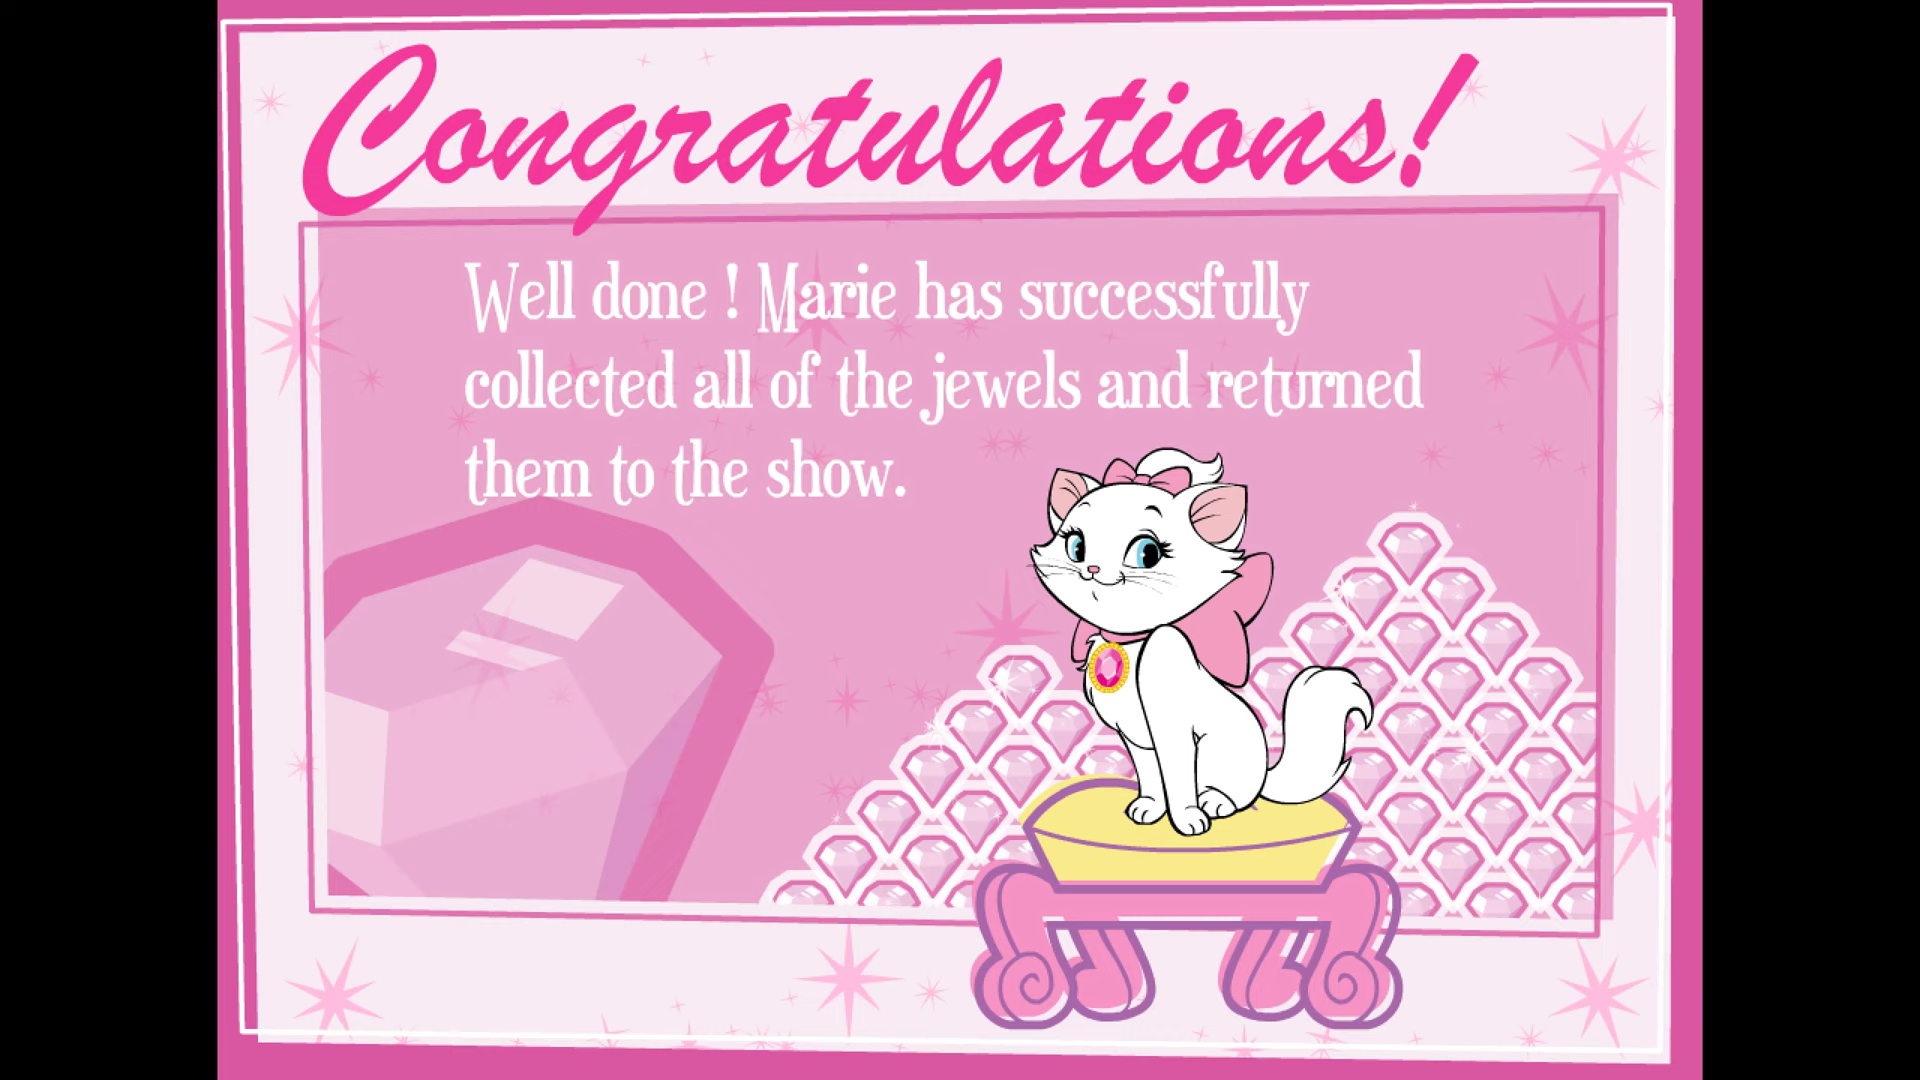 Congratulations!
Well done ! Marie has successfully
collected all of the jewels and returned
them to the show.